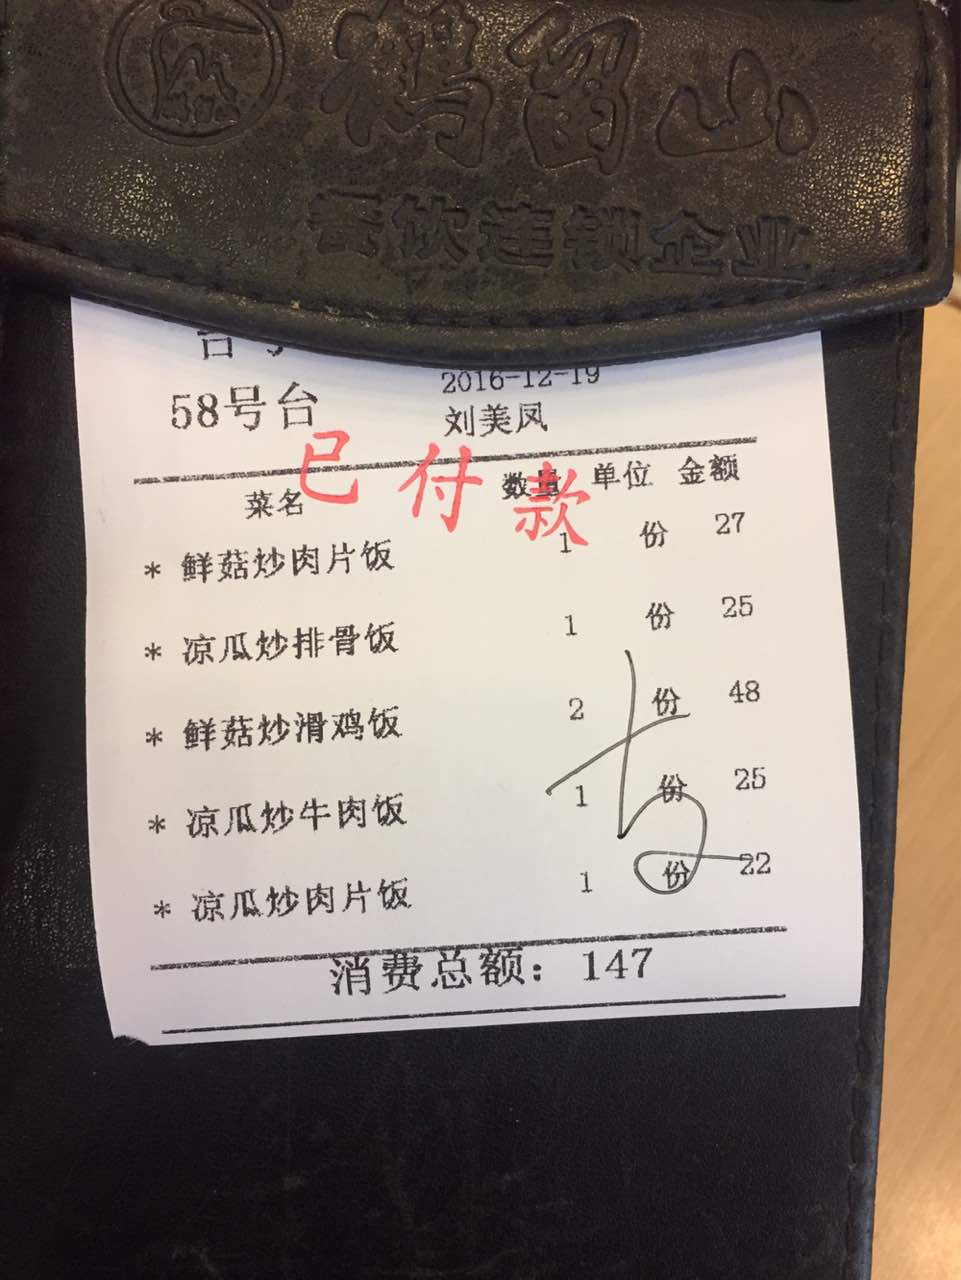 鹤留山
餐饮连锁企业
台号
2016-12-19
58号台 刘美凤
已付款
菜名 数量 单位 金额
* 鲜菇炒肉片饭 1 份 27
* 凉瓜炒排骨饭 1 份 25
* 鲜菇炒滑鸡饭 2 份 48
* 凉瓜炒牛肉饭 1 份 25
* 凉瓜炒肉片饭 1 份 22
消费总额：147